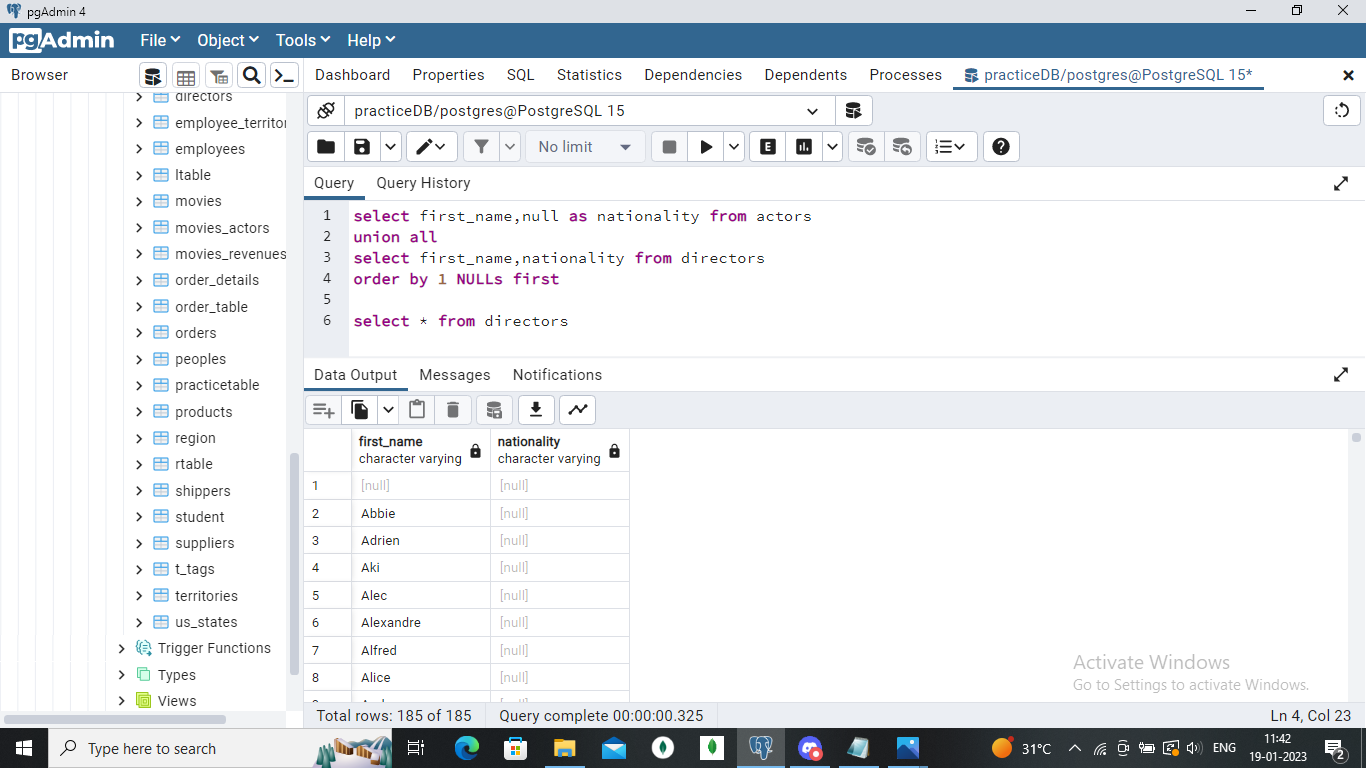 pgAdmin 4
pgAdmin File Object Tools Help
Browser
Dashboard Properties SQL Statistics Dependencies Dependents Processes practiceDB/postgres@PostgreSQL 15*
directors
employee_territo
employees
ltable
movies
movies_actors
movies_revenues
order_details
order_table
orders
peoples
practicetable
products
region
rtable
shippers
student
suppliers
t_tags
territories
us_states
Trigger Functions
Types
Views
practiceDB/postgres@PostgreSQL 15
No limit
E
Query Query History
1 select first_name,null as nationality from actors
2 union all
3 select first_name,nationality from directors
4 order by 1 NULLs first
5
6 select * from directors
Data Output Messages Notifications
first_name nationality
character varying character varying
1 [null] [null]
2 Abbie [null]
3 Adrien [null]
4 Aki [null]
5 Alec [null]
6 Alexandre [null]
7 Alfred [null]
8 Alice [null]
Activate Windows
Go to Settings to activate Windows.
Total rows: 185 of 185 Query complete 00:00:00.325 Ln 4, Col 23
Type here to search
31°C
ENG
11:42
19-01-2023
2